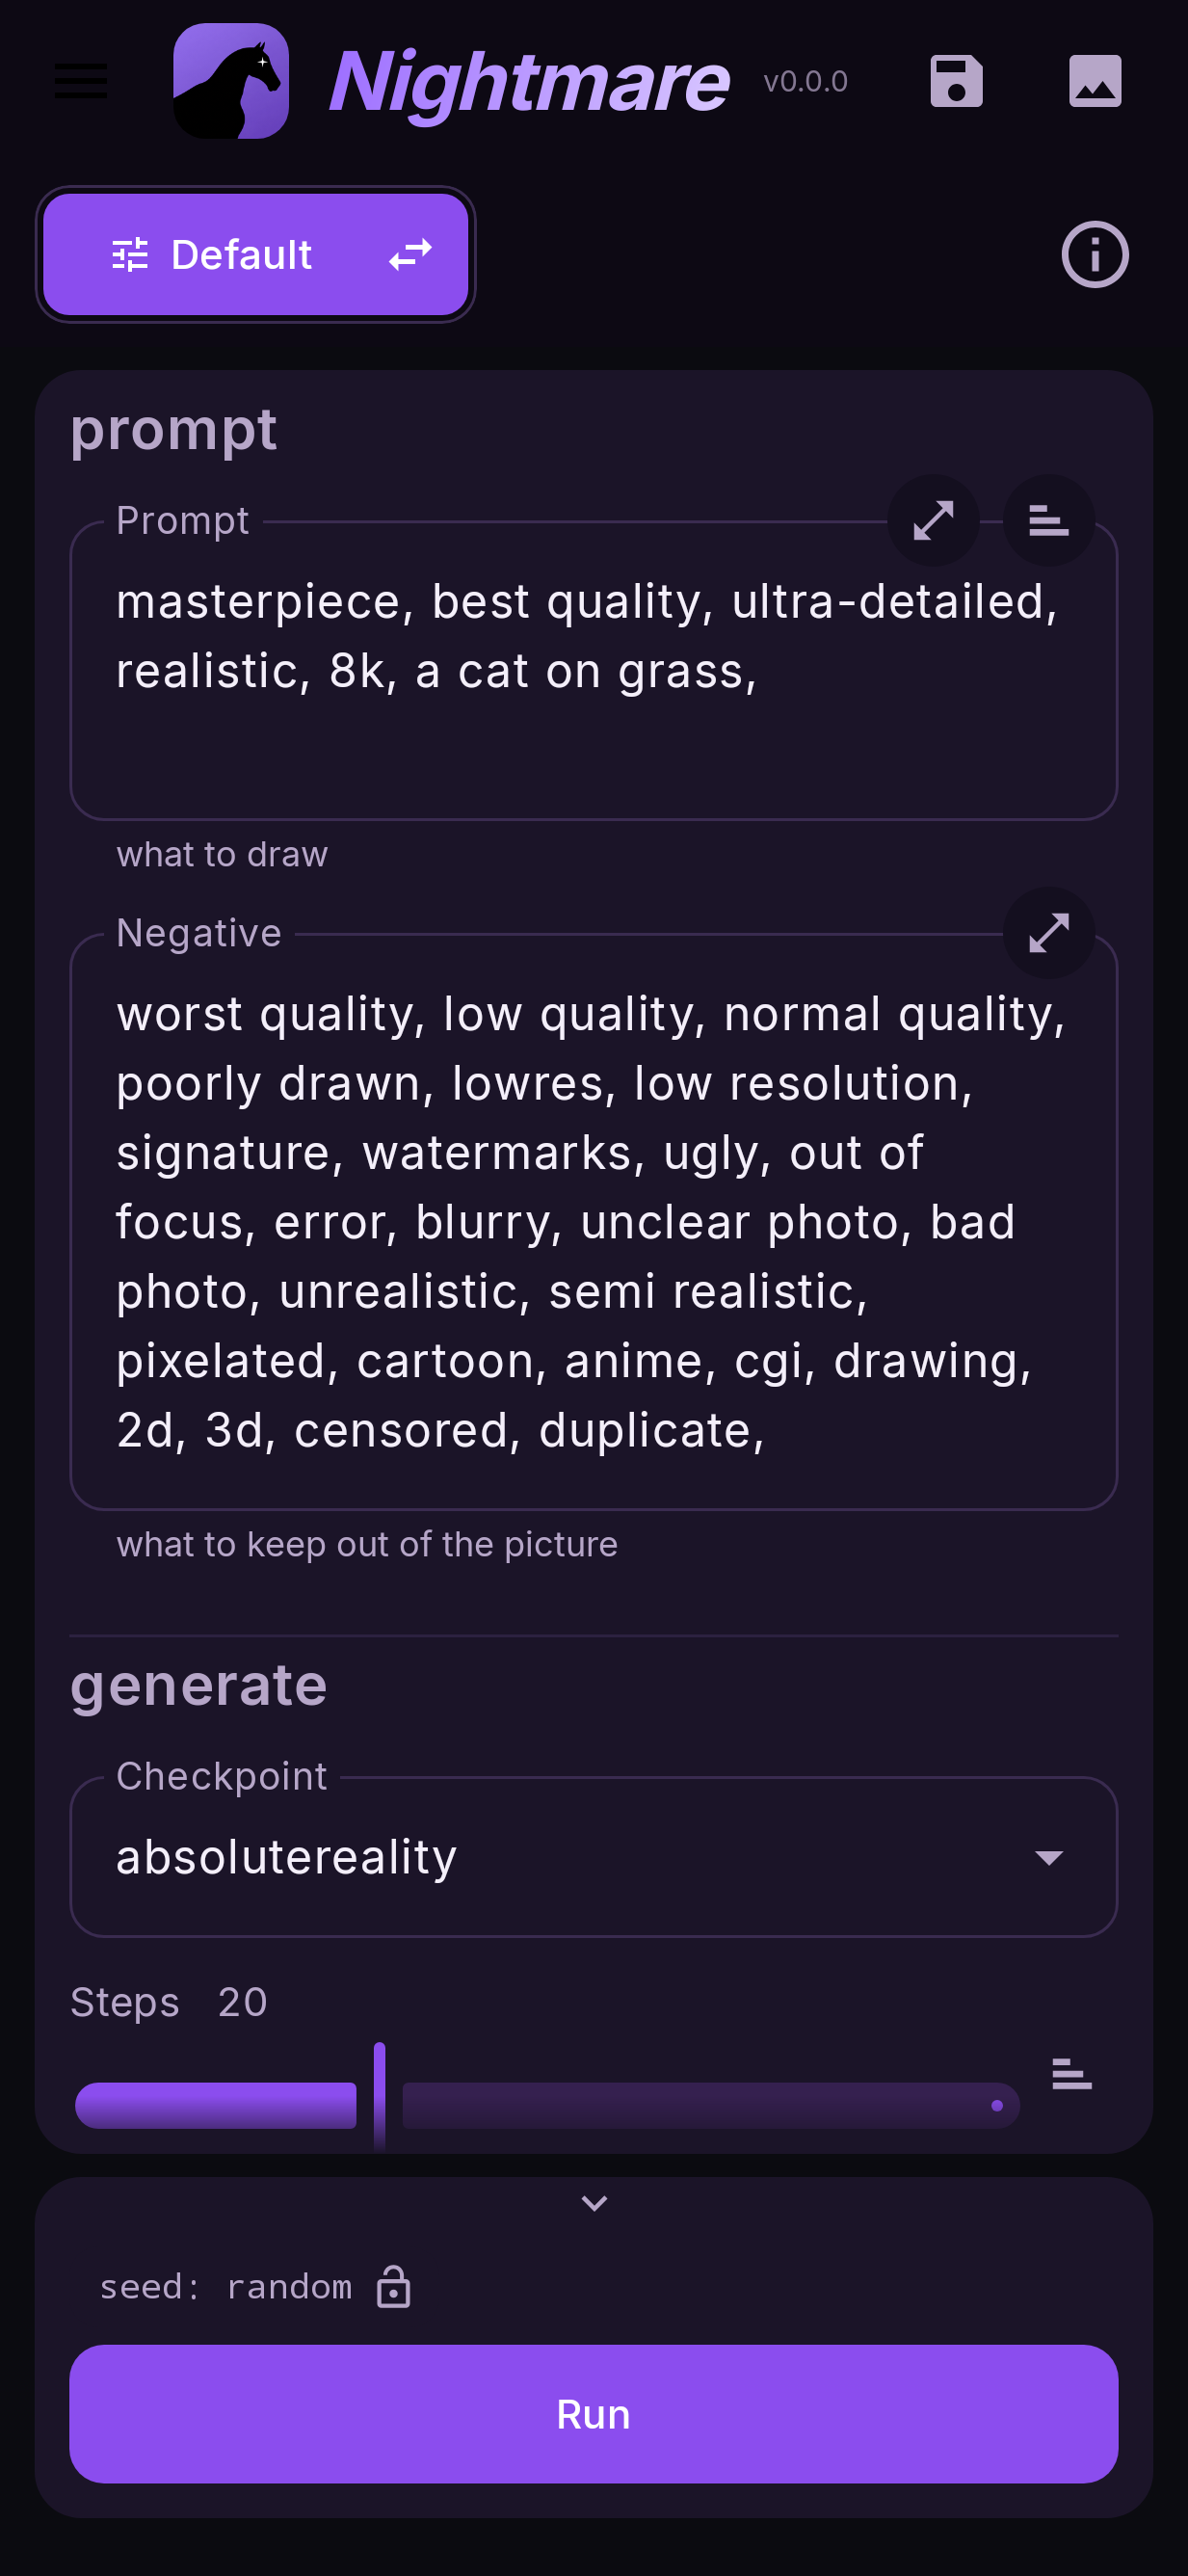 Nightmare v0.0.0
Default
prompt
Prompt
masterpiece, best quality, ultra-detailed,
realistic, 8k, a cat on grass,
what to draw
Negative
worst quality, low quality, normal quality,
poorly drawn, lowres, low resolution,
signature, watermarks, ugly, out of
focus, error, blurry, unclear photo, bad
photo, unrealistic, semi realistic,
pixelated, cartoon, anime, cgi, drawing,
2d, 3d, censored, duplicate,
what to keep out of the picture
generate
Checkpoint
absolutereality
Steps 20
seed: random
Run